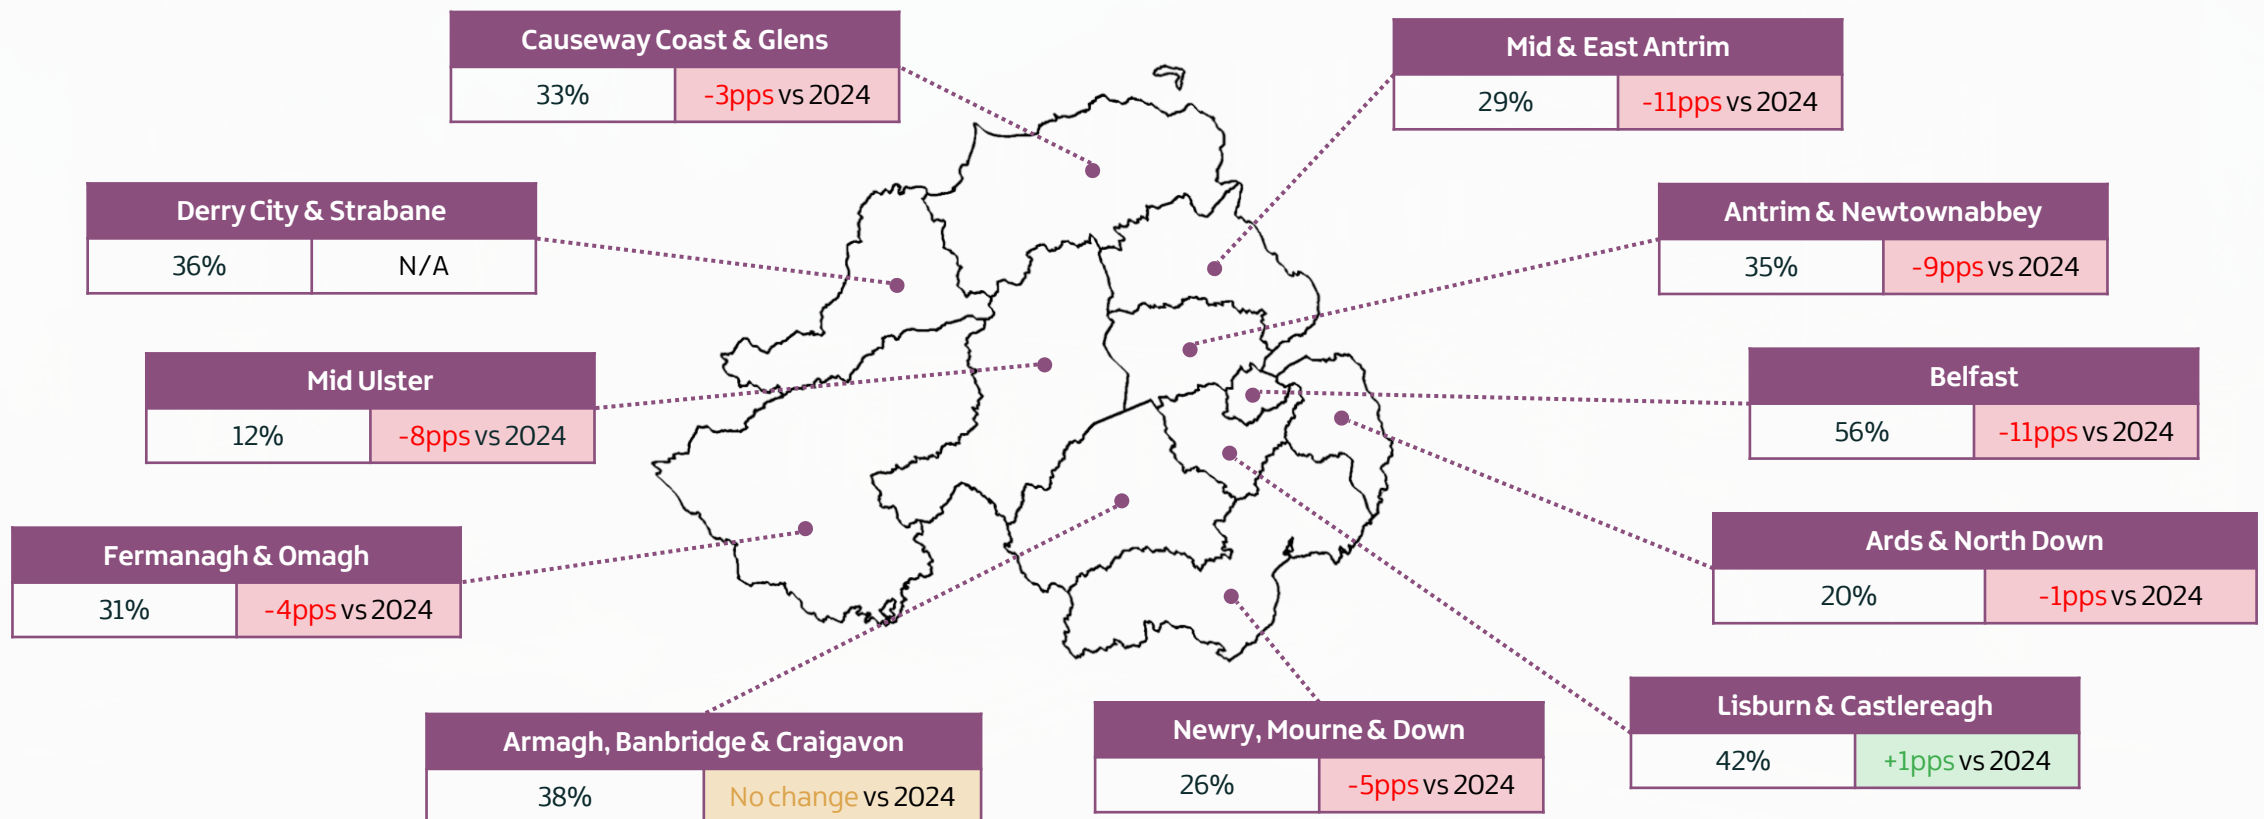 Causeway Coast & Glens
33% -3pps vs 2024
Mid & East Antrim
29% -11pps vs 2024
Derry City & Strabane
36% N/A
Antrim & Newtownabbey
35% -9pps vs 2024
Mid Ulster
12% -8pps vs 2024
Belfast
56% -11pps vs 2024
Fermanagh & Omagh
31% -4pps vs 2024
Ards & North Down
20% -1pps vs 2024
Armagh, Banbridge & Craigavon
38% No change vs 2024
Newry, Mourne & Down
26% -5pps vs 2024
Lisburn & Castlereagh
42% +1pps vs 2024